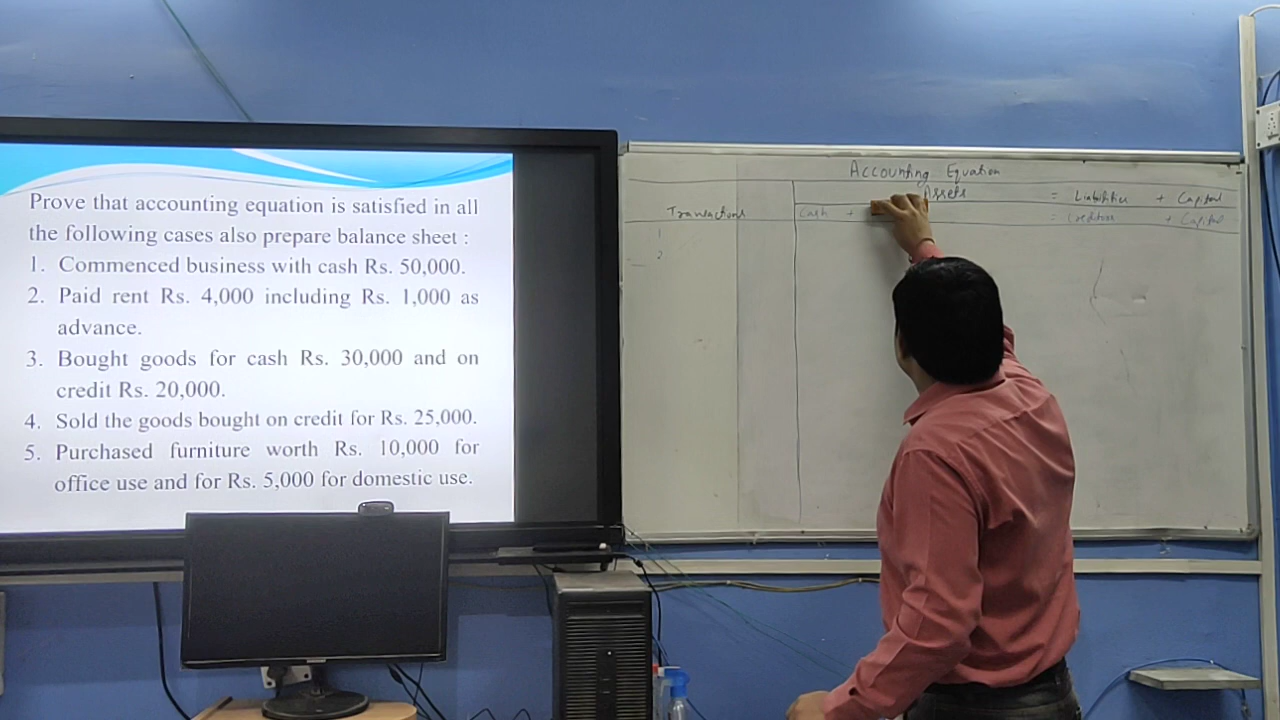 Prove that accounting equation is satisfied in all
the following cases also prepare balance sheet :
1. Commenced business with cash Rs. 50,000.
2. Paid rent Rs. 4,000 including Rs. 1,000 as
advance.
3. Bought goods for cash Rs. 30,000 and on
credit Rs. 20,000.
4. Sold the goods bought on credit for Rs. 25,000.
5. Purchased furniture worth Rs. 10,000 for
office use and for Rs. 5,000 for domestic use.
Accounting Equation
Assets = Liabilities + Capital
Transactions Cash + = Creditors + Capital
1
2